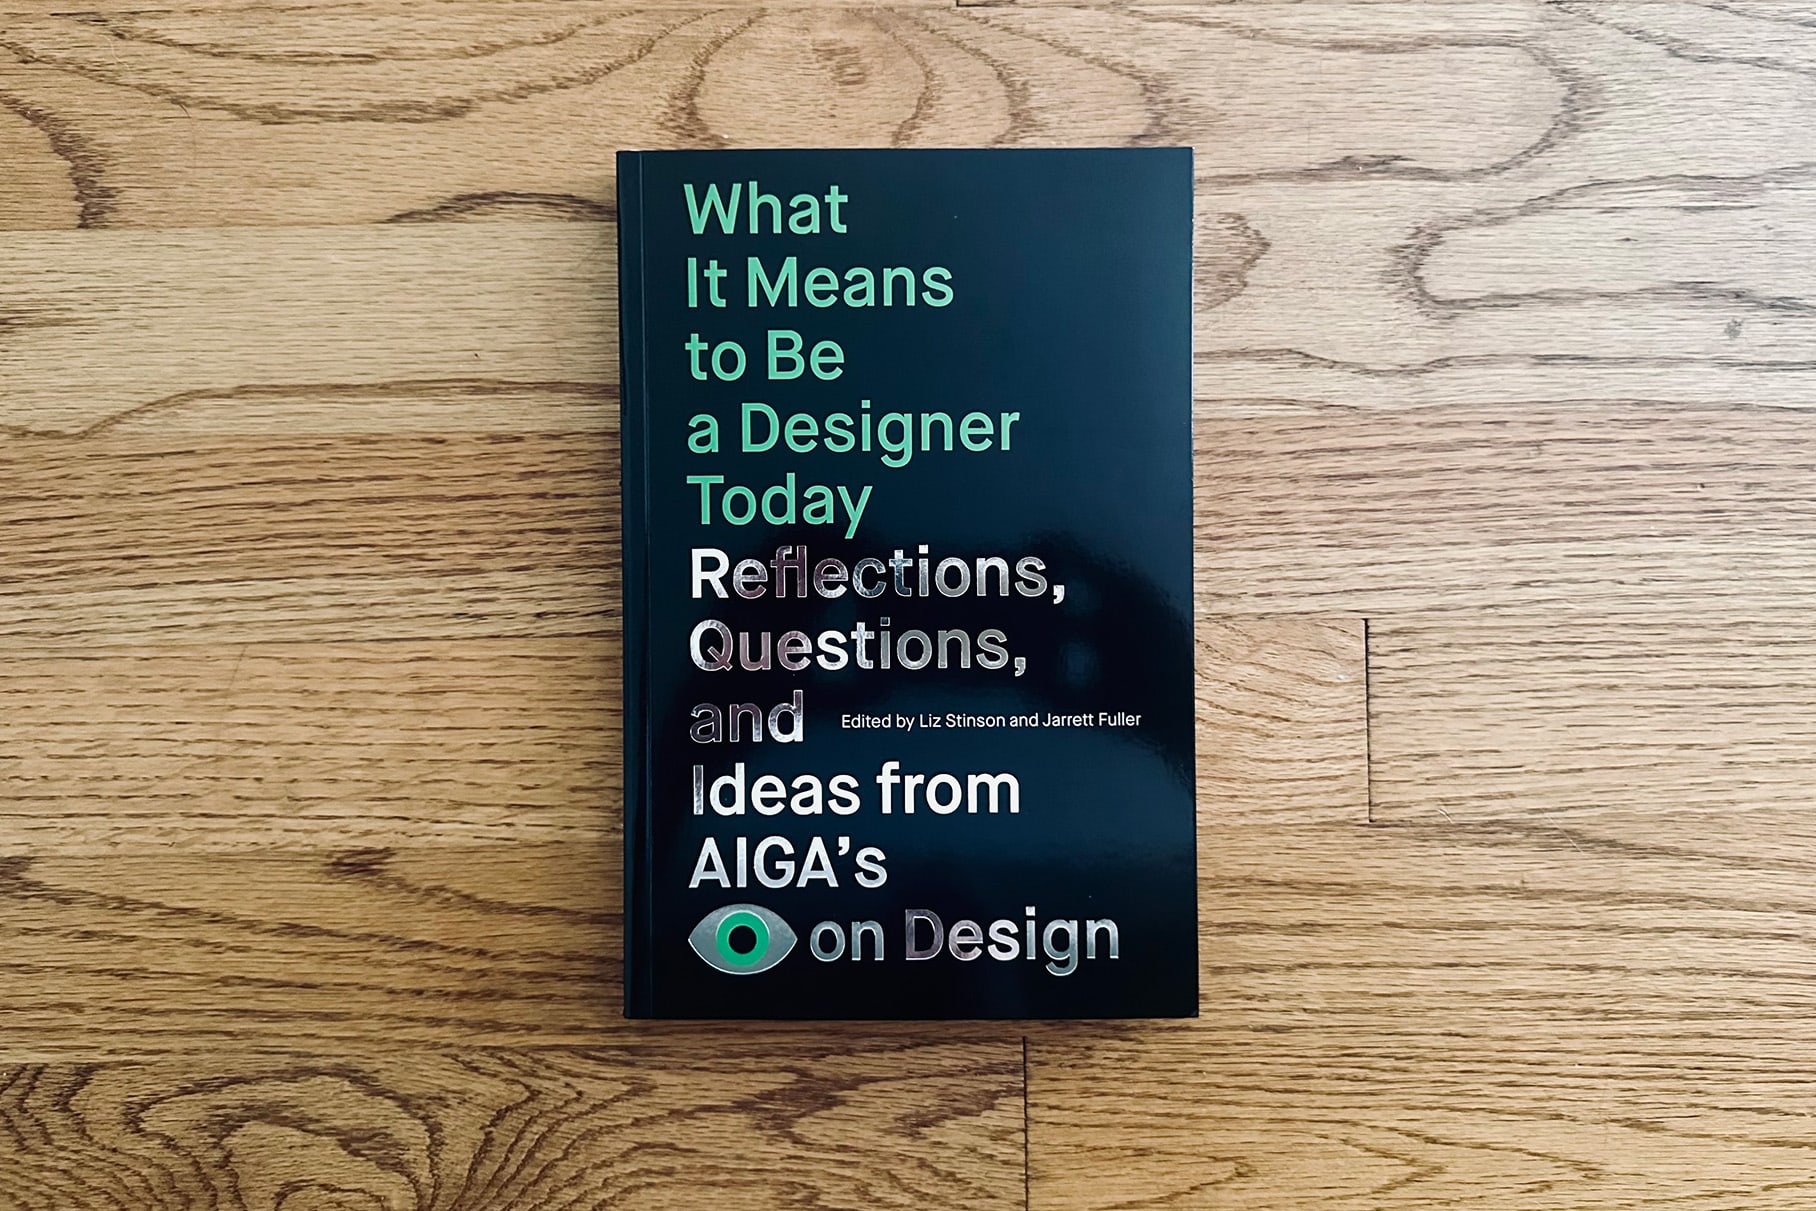 What
It Means
to Be
a Designer
Today
Reflections,
Questions,
and
Edited by Liz Stinson and Jarrett Fuller
Ideas from
AIGA’s
on Design